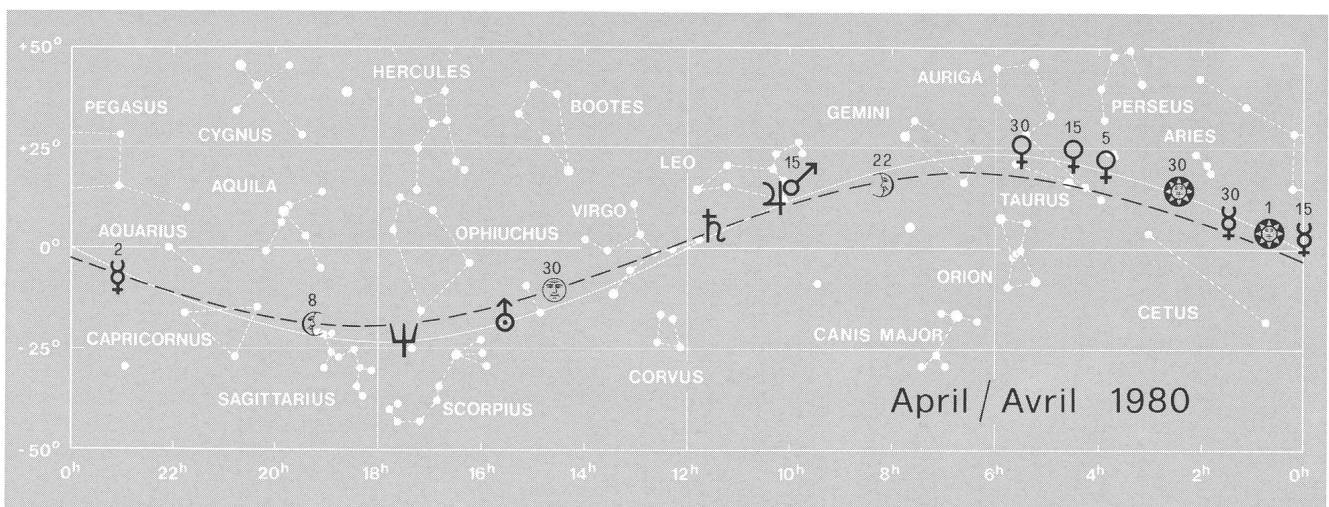 +50°
HERCULES
AURIGA
PEGASUS
CYGNUS
BOOTES
GEMINI
PERSEUS
30
15
5
ARIES
+25°
LEO
15
22
30
AQUILA
VIRGO
TAURUS
30
1
15
AQUARIUS
OPHIUCHUS
0°
2
30
ORION
8
CETUS
CAPRICORNUS
CANIS MAJOR
-25°
CORVUS
SAGITTARIUS
SCORPIUS
April / Avril 1980
-50°
0h 22h 20h 18h 16h 14h 12h 10h 8h 6h 4h 2h 0h